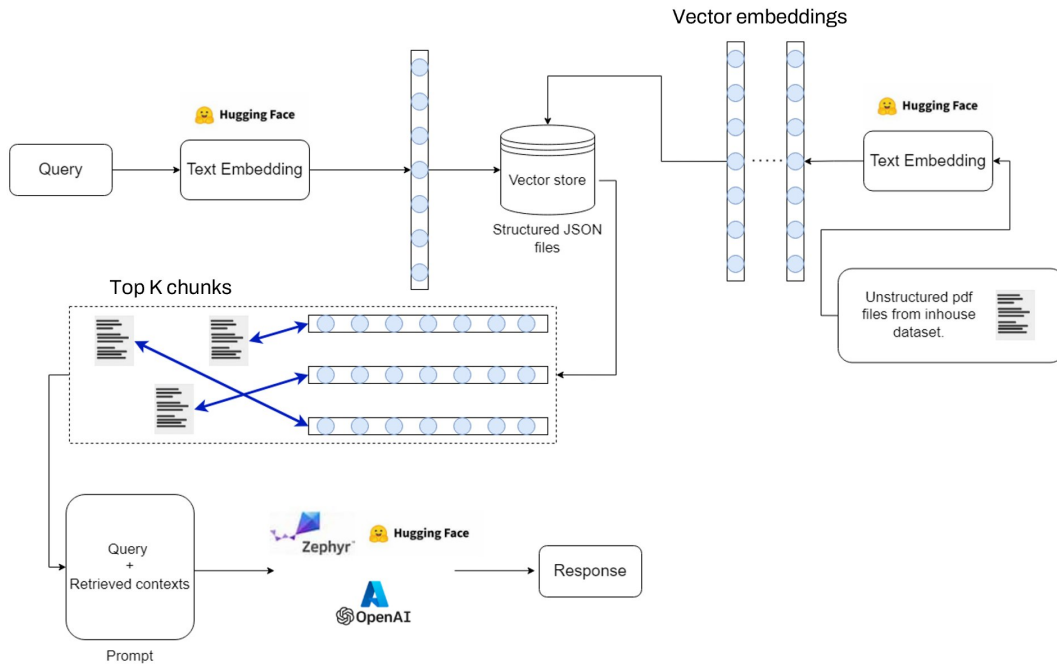 Vector embeddings
Hugging Face
Hugging Face
Query
Text Embedding
Vector store
Text Embedding
Structured JSON
files
Top K chunks
Unstructured pdf
files from inhouse
dataset.
Query
+
Retrieved contexts
Zephyr™
Hugging Face
OpenAI
Response
Prompt